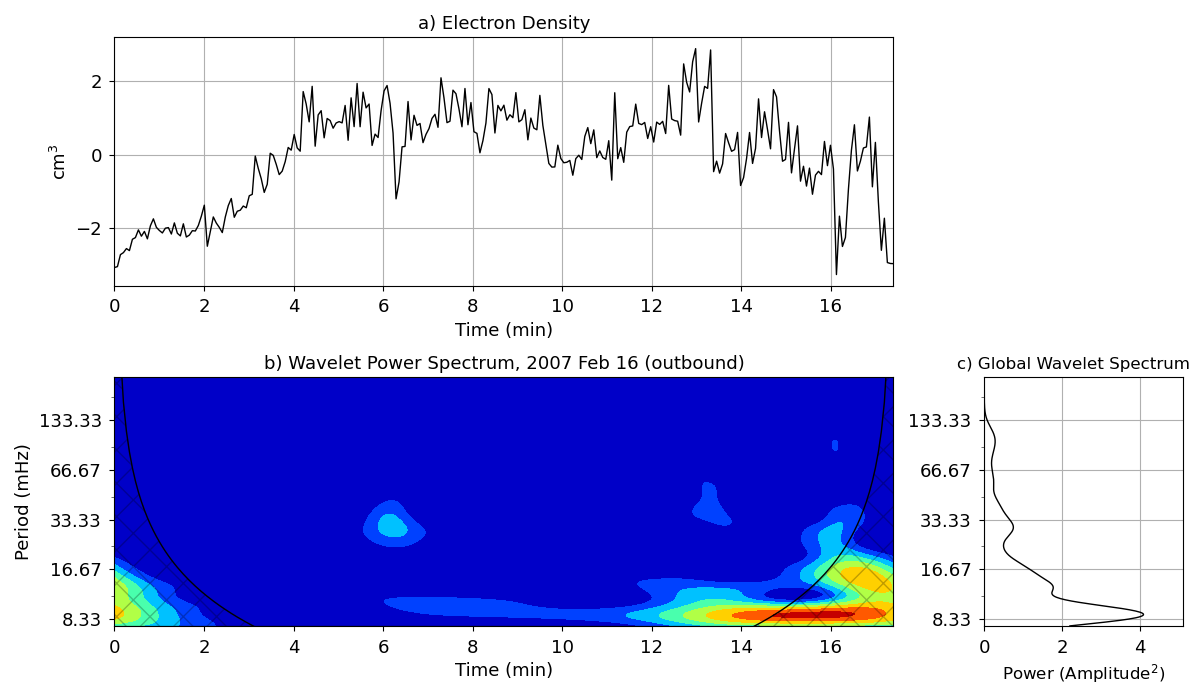 a) Electron Density
cm³
2
0
−2
0 2 4 6 8 10 12 14 16
Time (min)
b) Wavelet Power Spectrum, 2007 Feb 16 (outbound)
Period (mHz)
133.33
66.67
33.33
16.67
8.33
0 2 4 6 8 10 12 14 16
Time (min)
c) Global Wavelet Spectrum
133.33
66.67
33.33
16.67
8.33
0 2 4
Power (Amplitude²)